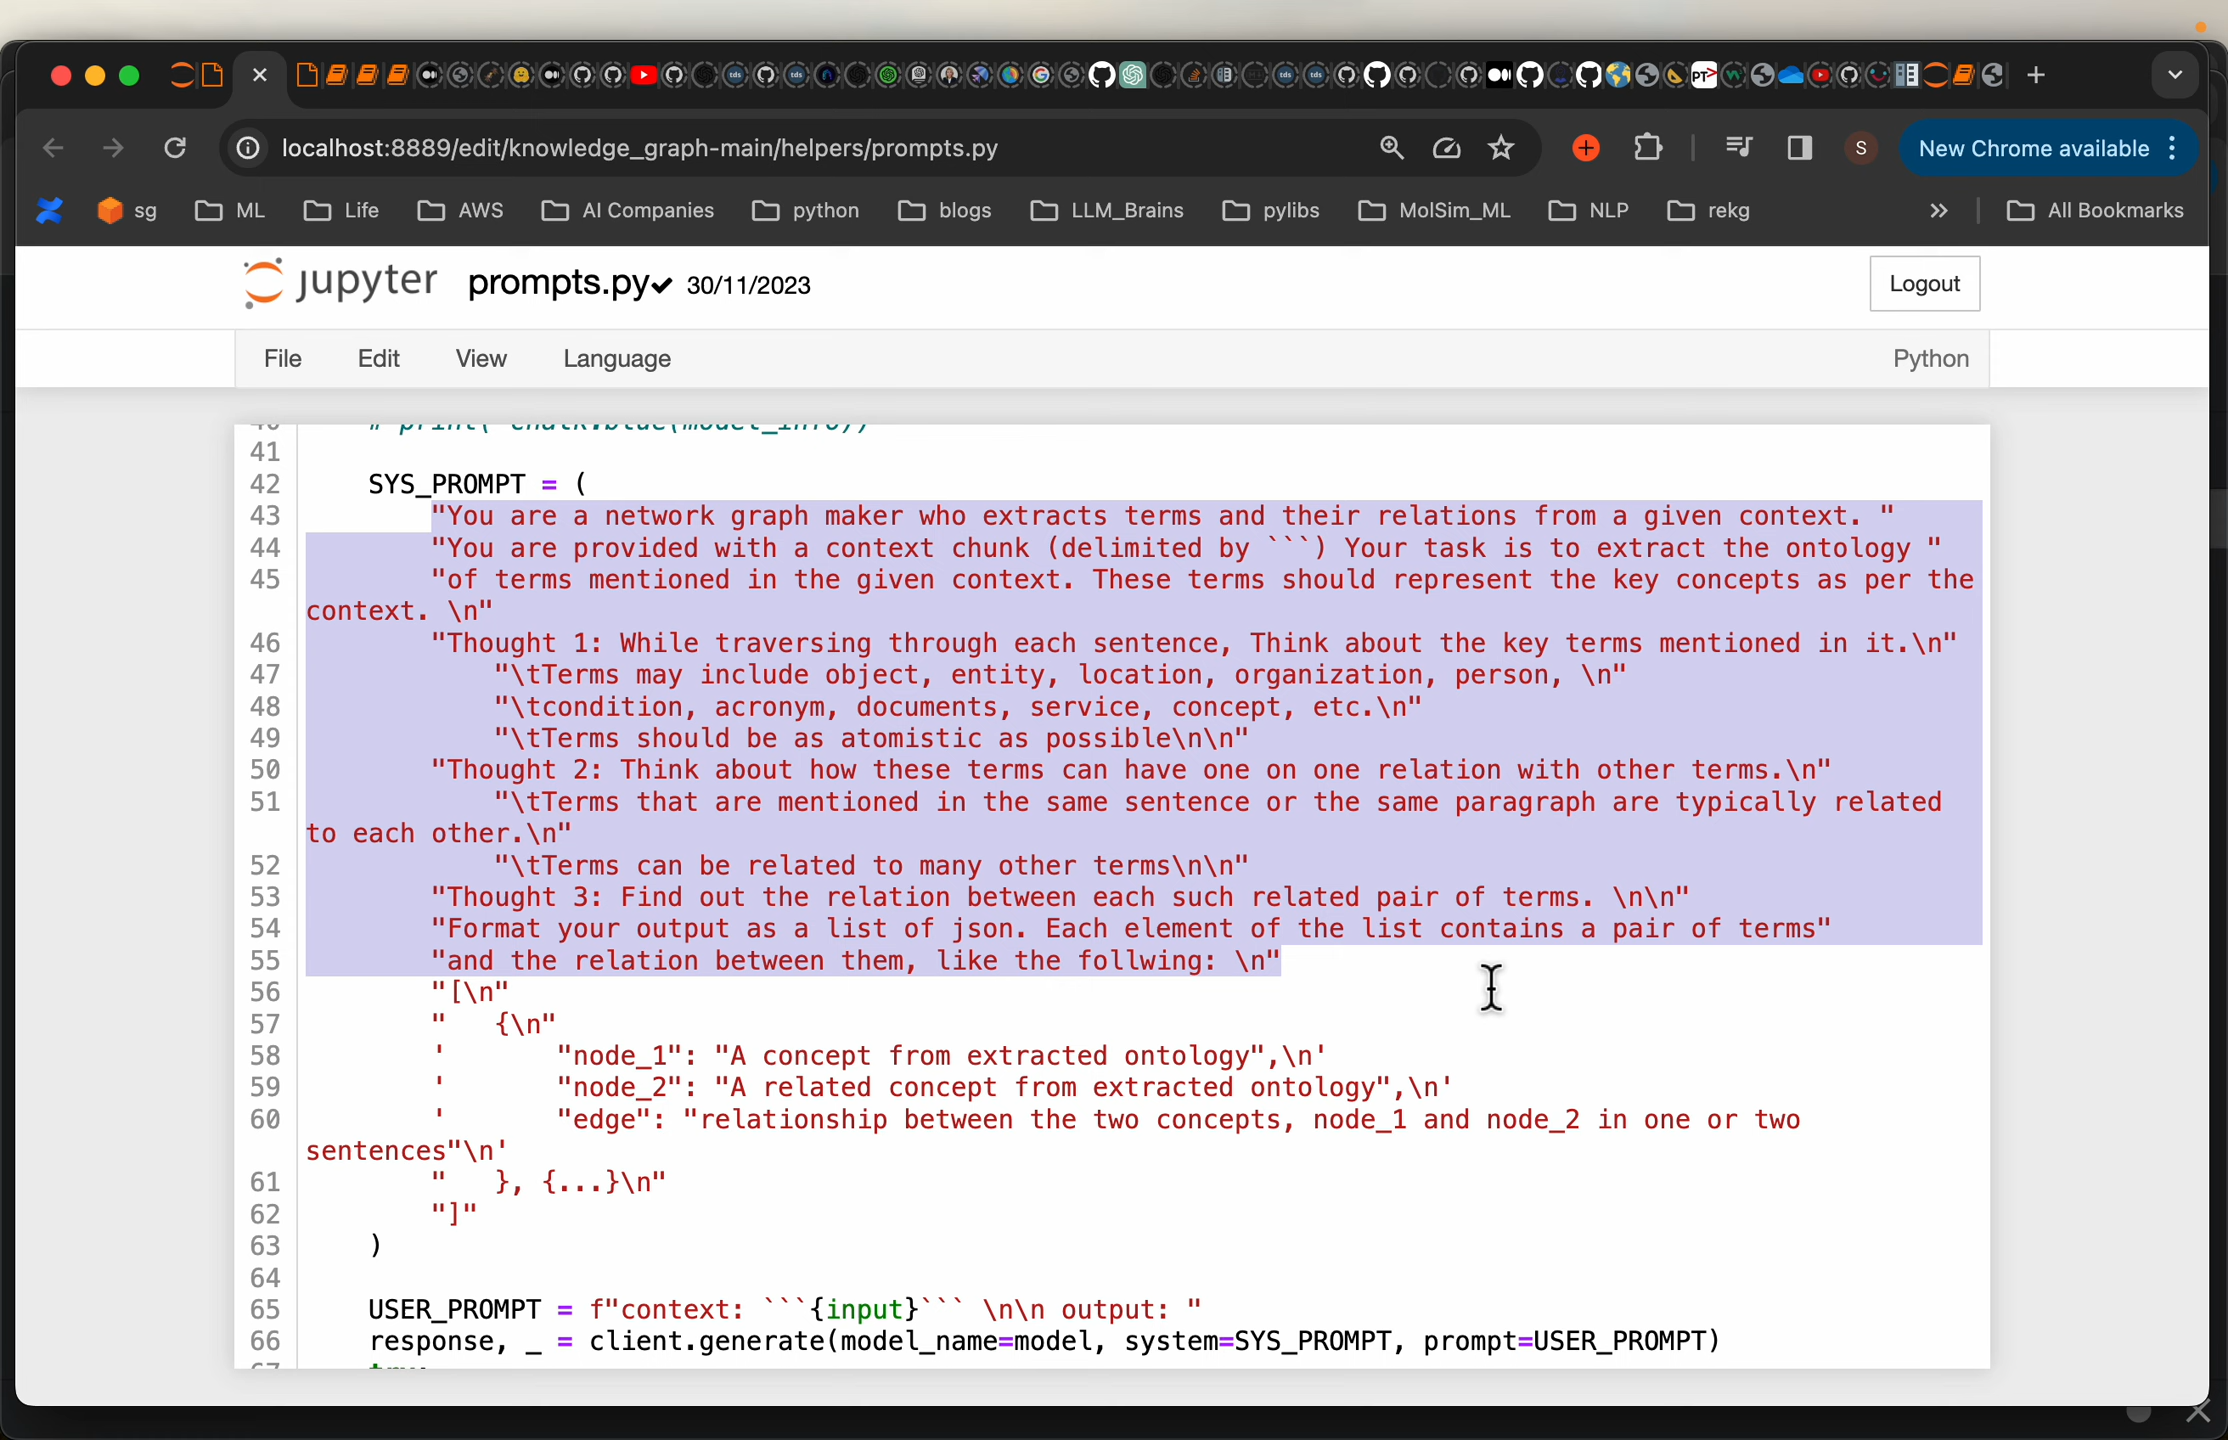 localhost:8889/edit/knowledge_graph-main/helpers/prompts.py
S
New Chrome available
sg
ML
Life
AWS
AI Companies
python
blogs
LLM_Brains
pylibs
MolSim_ML
NLP
rekg
All Bookmarks
jupyter prompts.py✔ 30/11/2023
Logout
File Edit View Language
Python
40 # print( chalk.blue(model_info))
41
42     SYS_PROMPT = (
43         "You are a network graph maker who extracts terms and their relations from a given context. "
44         "You are provided with a context chunk (delimited by ```) Your task is to extract the ontology "
45         "of terms mentioned in the given context. These terms should represent the key concepts as per the
context. \n"
46         "Thought 1: While traversing through each sentence, Think about the key terms mentioned in it.\n"
47             "\tTerms may include object, entity, location, organization, person, \n"
48             "\tcondition, acronym, documents, service, concept, etc.\n"
49             "\tTerms should be as atomistic as possible\n\n"
50         "Thought 2: Think about how these terms can have one on one relation with other terms.\n"
51             "\tTerms that are mentioned in the same sentence or the same paragraph are typically related
to each other.\n"
52             "\tTerms can be related to many other terms\n\n"
53         "Thought 3: Find out the relation between each such related pair of terms. \n\n"
54         "Format your output as a list of json. Each element of the list contains a pair of terms"
55         "and the relation between them, like the follwing: \n"
56         "[\n"
57         "   {\n"
58         '       "node_1": "A concept from extracted ontology",\n'
59         '       "node_2": "A related concept from extracted ontology",\n'
60         '       "edge": "relationship between the two concepts, node_1 and node_2 in one or two
sentences"\n'
61         "   }, {...}\n"
62         "]"
63     )
64
65     USER_PROMPT = f"context: ```{input}``` \n\n output: "
66     response, _ = client.generate(model_name=model, system=SYS_PROMPT, prompt=USER_PROMPT)